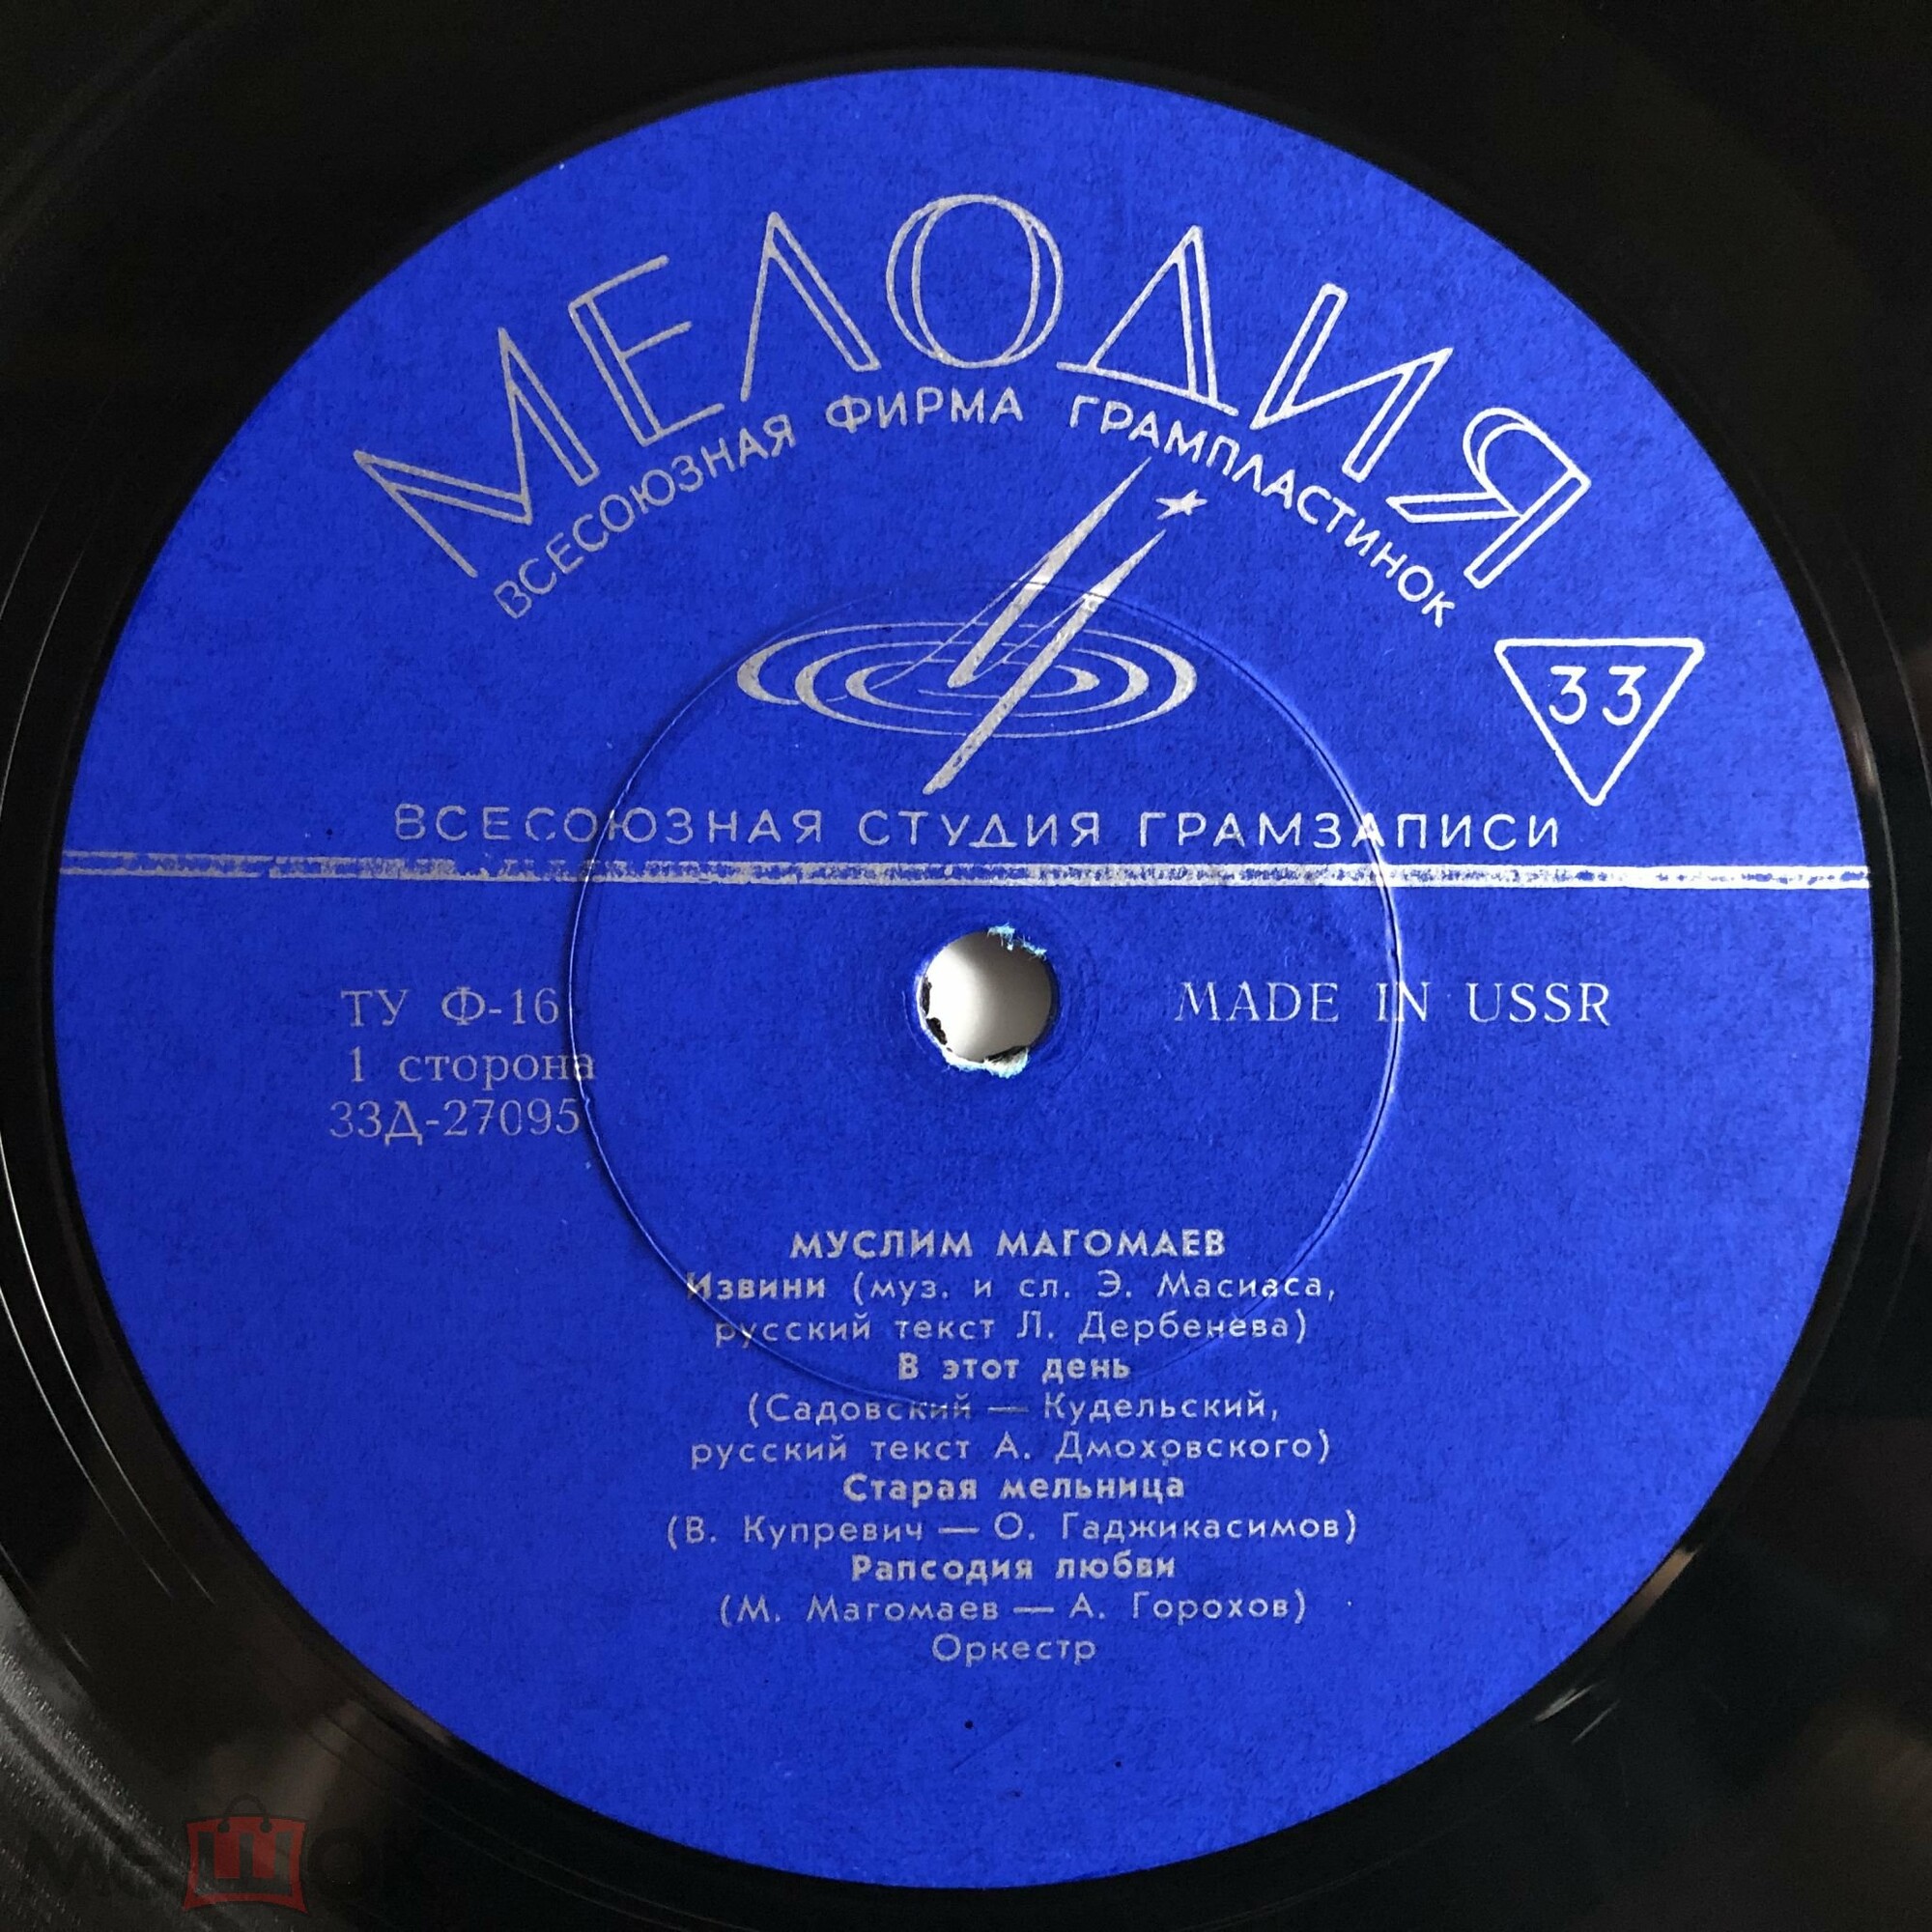 МЕЛОДИЯ
ВСЕСОЮЗНАЯ ФИРМА ГРАМПЛАСТИНОК
33
ВСЕСОЮЗНАЯ СТУДИЯ ГРАМЗАПИСИ
ТУ Ф-16
1 сторона
33Д-27095
MADE IN USSR
МУСЛИМ МАГОМАЕВ
Извини (муз. и сл. Э. Масиаса,
русский текст Л. Дербенева)
В этот день
(Садовский — Кудельский,
русский текст А. Дмоховского)
Старая мельница
(В. Купревич — О. Гаджикасимов)
Рапсодия любви
(М. Магомаев — А. Горохов)
Оркестр